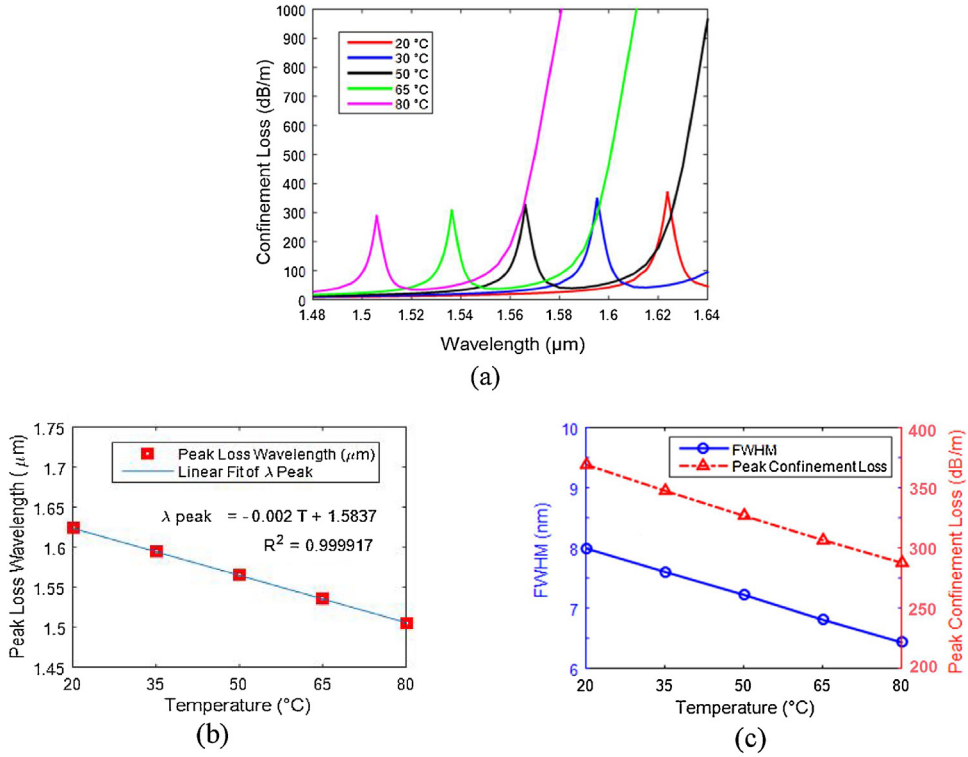 1000
900
800
700
600
500
400
300
200
100
0
Confinement Loss (dB/m)
20 °C
30 °C
50 °C
65 °C
80 °C
1.48 1.5 1.52 1.54 1.56 1.58 1.6 1.62 1.64
Wavelength (µm)
(a)
1.75
1.7
1.65
1.6
1.55
1.5
1.45
Peak Loss Wavelength (μm)
Peak Loss Wavelength (μm)
Linear Fit of λ Peak
λ peak = - 0.002 T + 1.5837
R² = 0.999917
20 35 50 65 80
Temperature (°C)
(b)
10
9
8
7
6
FWHM (nm)
FWHM
Peak Confinement Loss
400
350
300
250
200
Peak Confinement Loss (dB/m)
20 35 50 65 80
Temperature (°C)
(c)